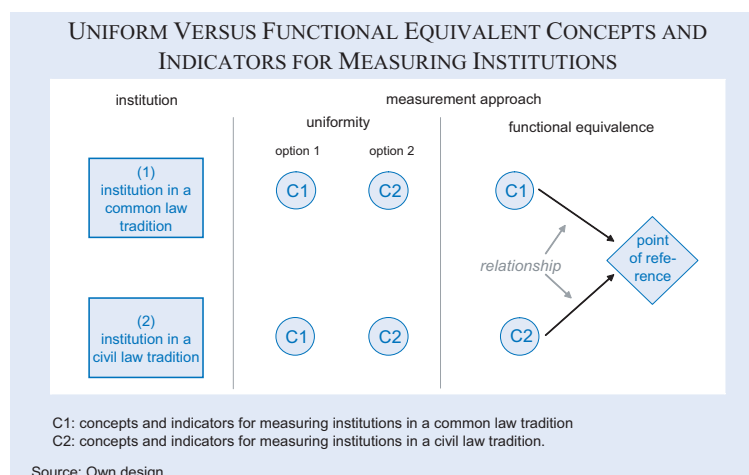 UNIFORM VERSUS FUNCTIONAL EQUIVALENT CONCEPTS AND
INDICATORS FOR MEASURING INSTITUTIONS
institution
measurement approach
uniformity
functional equivalence
option 1
option 2
(1)
institution in a
common law
tradition
C1
C2
C1
point
of refe-
rence
relationship
(2)
institution in a
civil law tradition
C1
C2
C2
C1: concepts and indicators for measuring institutions in a common law tradition
C2: concepts and indicators for measuring institutions in a civil law tradition.
Source: Own design